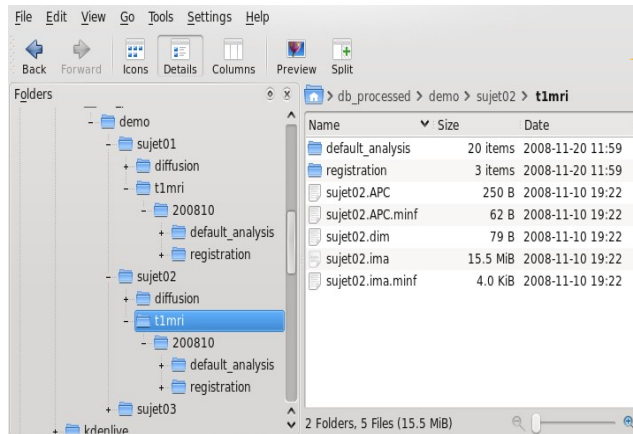 File Edit View Go Tools Settings Help
Back Forward Icons Details Columns Preview Split
Folders
demo
sujet01
diffusion
t1mri
200810
default_analysis
registration
sujet02
diffusion
t1mri
200810
default_analysis
registration
sujet03
kdenlive
> db_processed > demo > sujet02 > t1mri
Name Size Date
default_analysis 20 items 2008-11-20 11:59
registration 3 items 2008-11-20 11:59
sujet02.APC 250 B 2008-11-10 19:22
sujet02.APC.minf 62 B 2008-11-10 19:22
sujet02.dim 79 B 2008-11-10 19:22
sujet02.ima 15.5 MiB 2008-11-10 19:22
sujet02.ima.minf 4.0 KiB 2008-11-10 19:22
2 Folders, 5 Files (15.5 MiB)